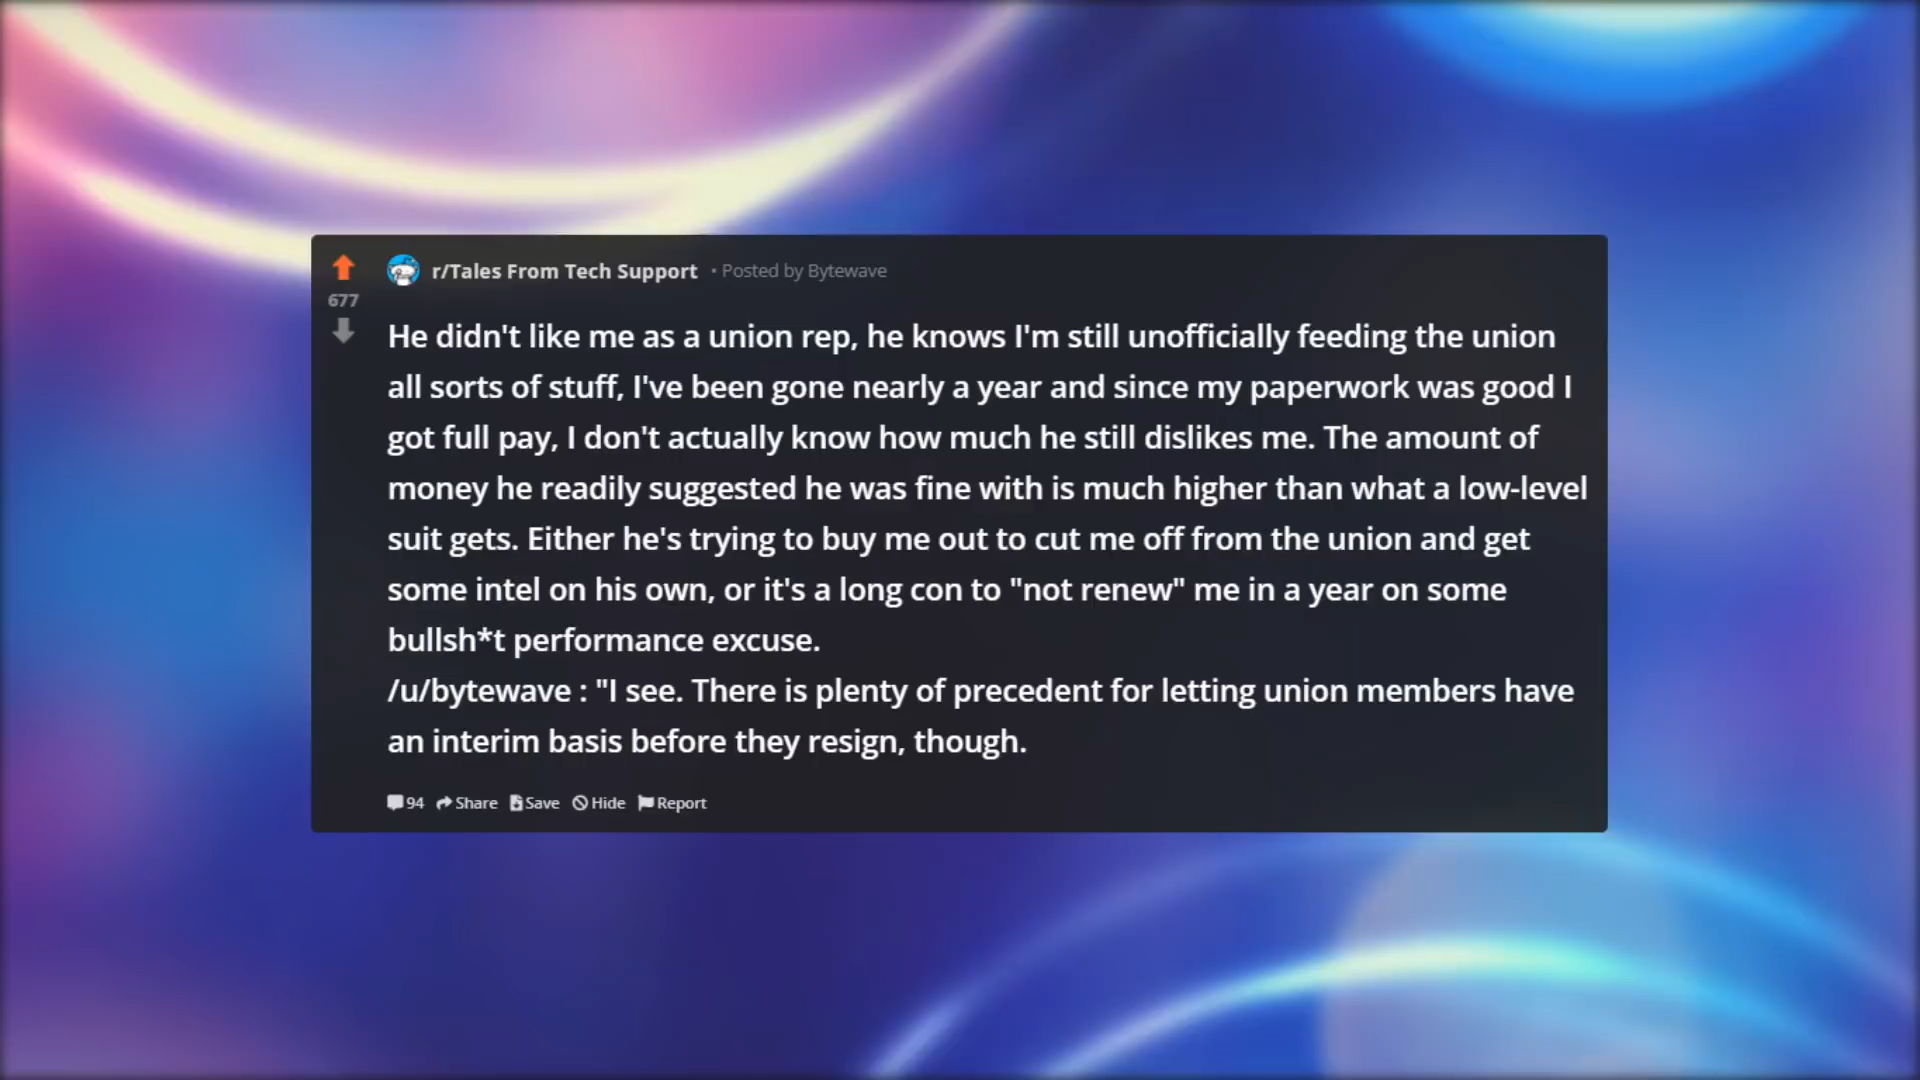 r/Tales From Tech Support • Posted by Bytewave
677
He didn't like me as a union rep, he knows I'm still unofficially feeding the union
all sorts of stuff, I've been gone nearly a year and since my paperwork was good I
got full pay, I don't actually know how much he still dislikes me. The amount of
money he readily suggested he was fine with is much higher than what a low-level
suit gets. Either he's trying to buy me out to cut me off from the union and get
some intel on his own, or it's a long con to "not renew" me in a year on some
bullsh*t performance excuse.
/u/bytewave : "I see. There is plenty of precedent for letting union members have
an interim basis before they resign, though.
94 Share Save Hide Report